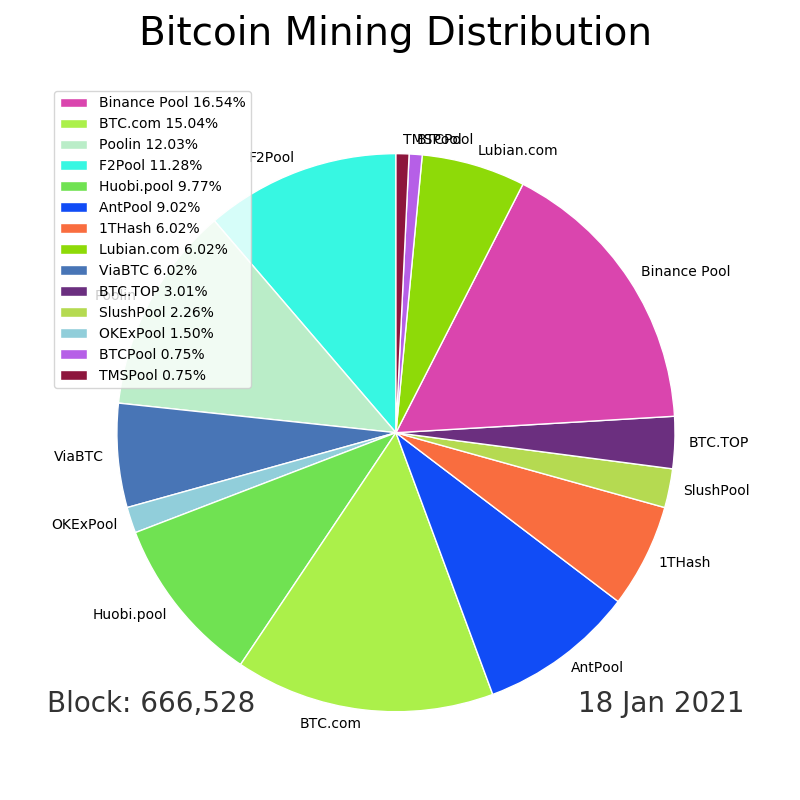 Bitcoin Mining Distribution
Binance Pool 16.54%
BTC.com 15.04%
Poolin 12.03%
F2Pool 11.28%
Huobi.pool 9.77%
AntPool 9.02%
1THash 6.02%
Lubian.com 6.02%
ViaBTC 6.02%
BTC.TOP 3.01%
SlushPool 2.26%
OKExPool 1.50%
BTCPool 0.75%
TMSPool 0.75%
TMSPool
BTCPool
Lubian.com
F2Pool
Binance Pool
Poolin
BTC.TOP
ViaBTC
SlushPool
OKExPool
1THash
Huobi.pool
AntPool
BTC.com
Block: 666,528
18 Jan 2021